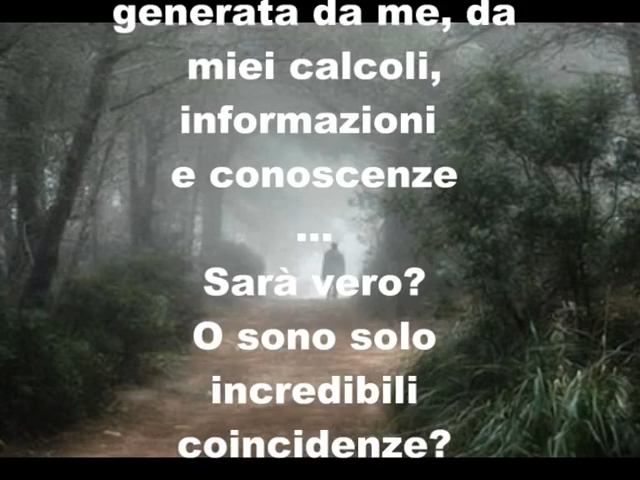 generata da me, da
miei calcoli,
informazioni
e conoscenze
...
Sarà vero?
O sono solo
incredibili
coincidenze?